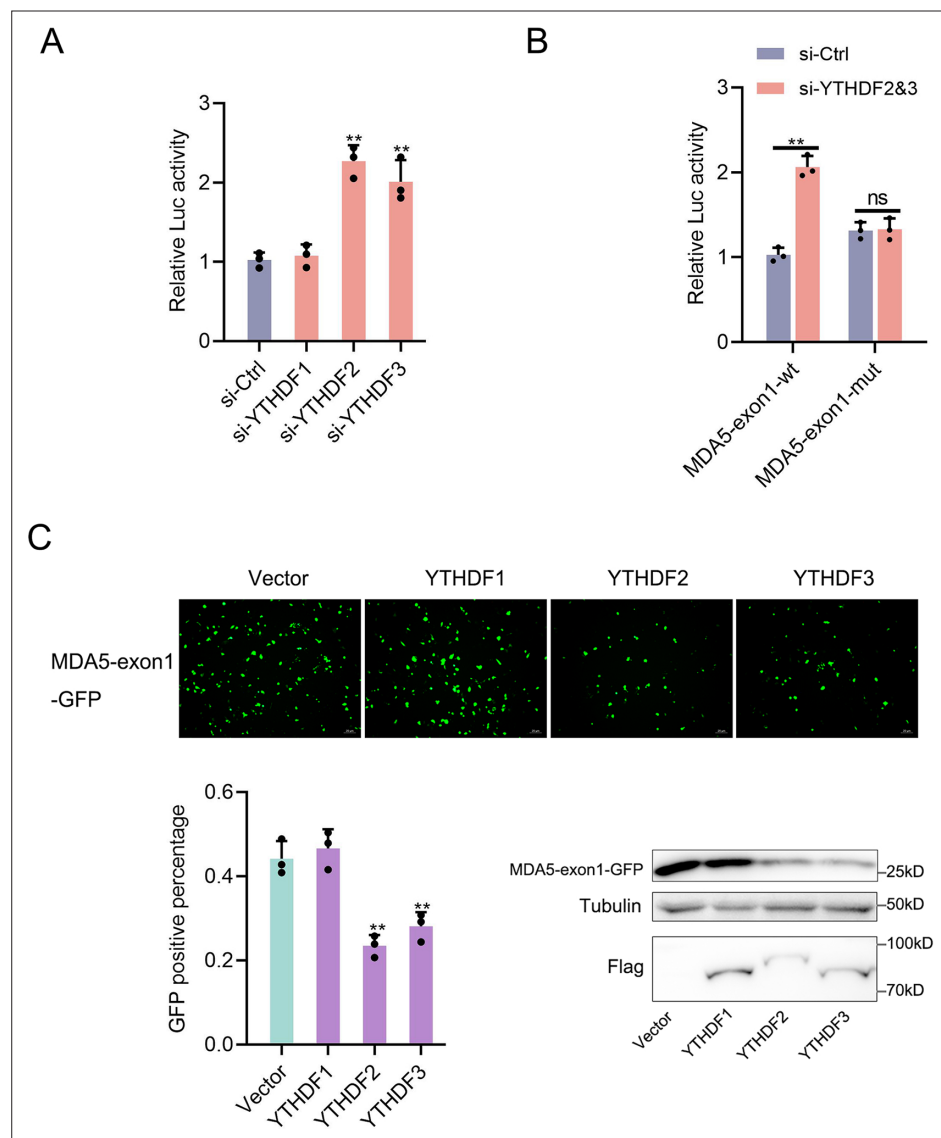 A
Relative Luc activity
3
2
1
0
**
**
si-Ctrl
si-YTHDF1
si-YTHDF2
si-YTHDF3
B
si-Ctrl
si-YTHDF2&3
Relative Luc activity
3
2
1
0
**
ns
MDA5-exon1-wt
MDA5-exon1-mut
C
Vector
YTHDF1
YTHDF2
YTHDF3
MDA5-exon1
-GFP
GFP positive percentage
0.6
0.4
0.2
0.0
**
**
Vector
YTHDF1
YTHDF2
YTHDF3
MDA5-exon1-GFP
25kD
Tubulin
50kD
Flag
100kD
70kD
Vector
YTHDF1
YTHDF2
YTHDF3